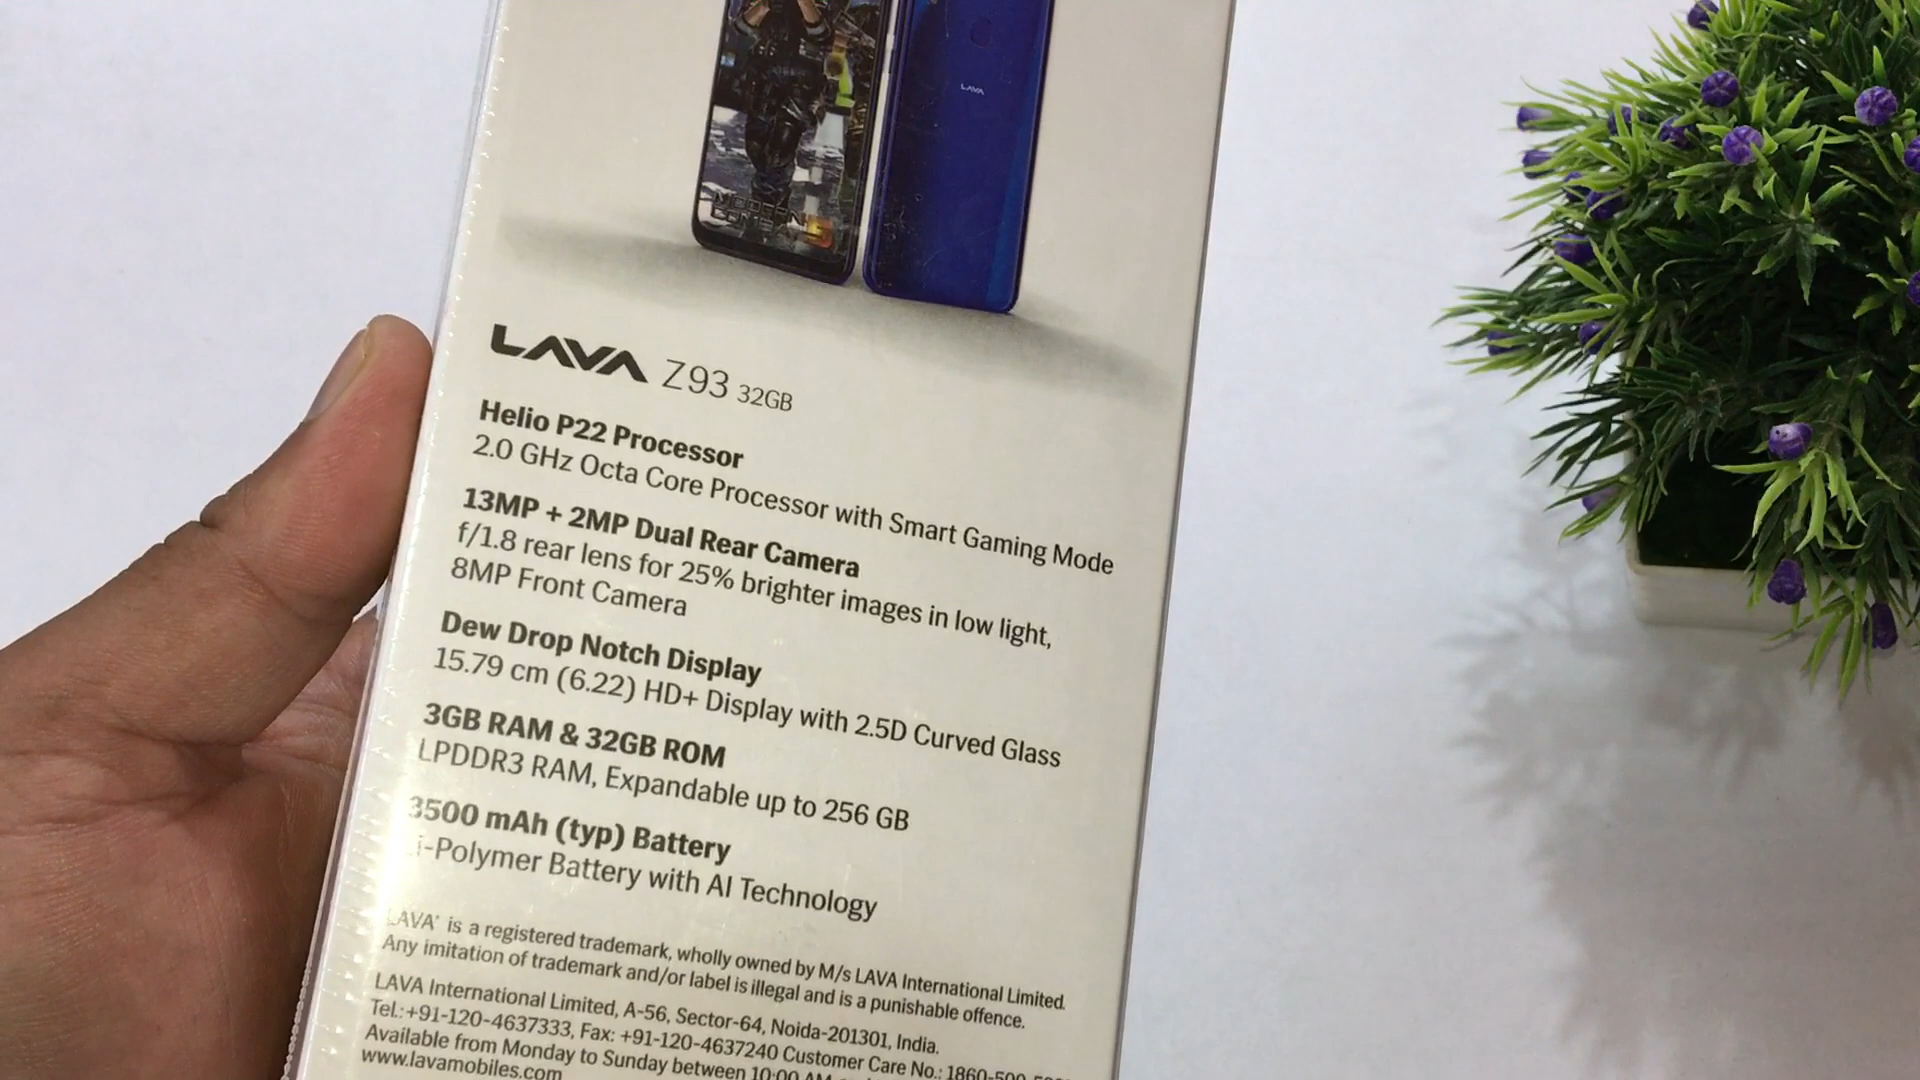 LAVA
MODERN
LAVA Z93 32GB
Helio P22 Processor
2.0 GHz Octa Core Processor with Smart Gaming Mode
13MP + 2MP Dual Rear Camera
f/1.8 rear lens for 25% brighter images in low light,
8MP Front Camera
Dew Drop Notch Display
15.79 cm (6.22) HD+ Display with 2.5D Curved Glass
3GB RAM & 32GB ROM
LPDDR3 RAM, Expandable up to 256 GB
3500 mAh (typ) Battery
i-Polymer Battery with AI Technology
LAVA' is a registered trademark, wholly owned by M/s LAVA International Limited.
Any imitation of trademark and/or label is illegal and is a punishable offence.
LAVA International Limited, A-56, Sector-64, Noida-201301, India.
Tel.:+91-120-4637333, Fax: +91-120-4637240 Customer Care No.: 1860-500-
Available from Monday to Sunday between 10:00 AM
www.lavamobiles.com